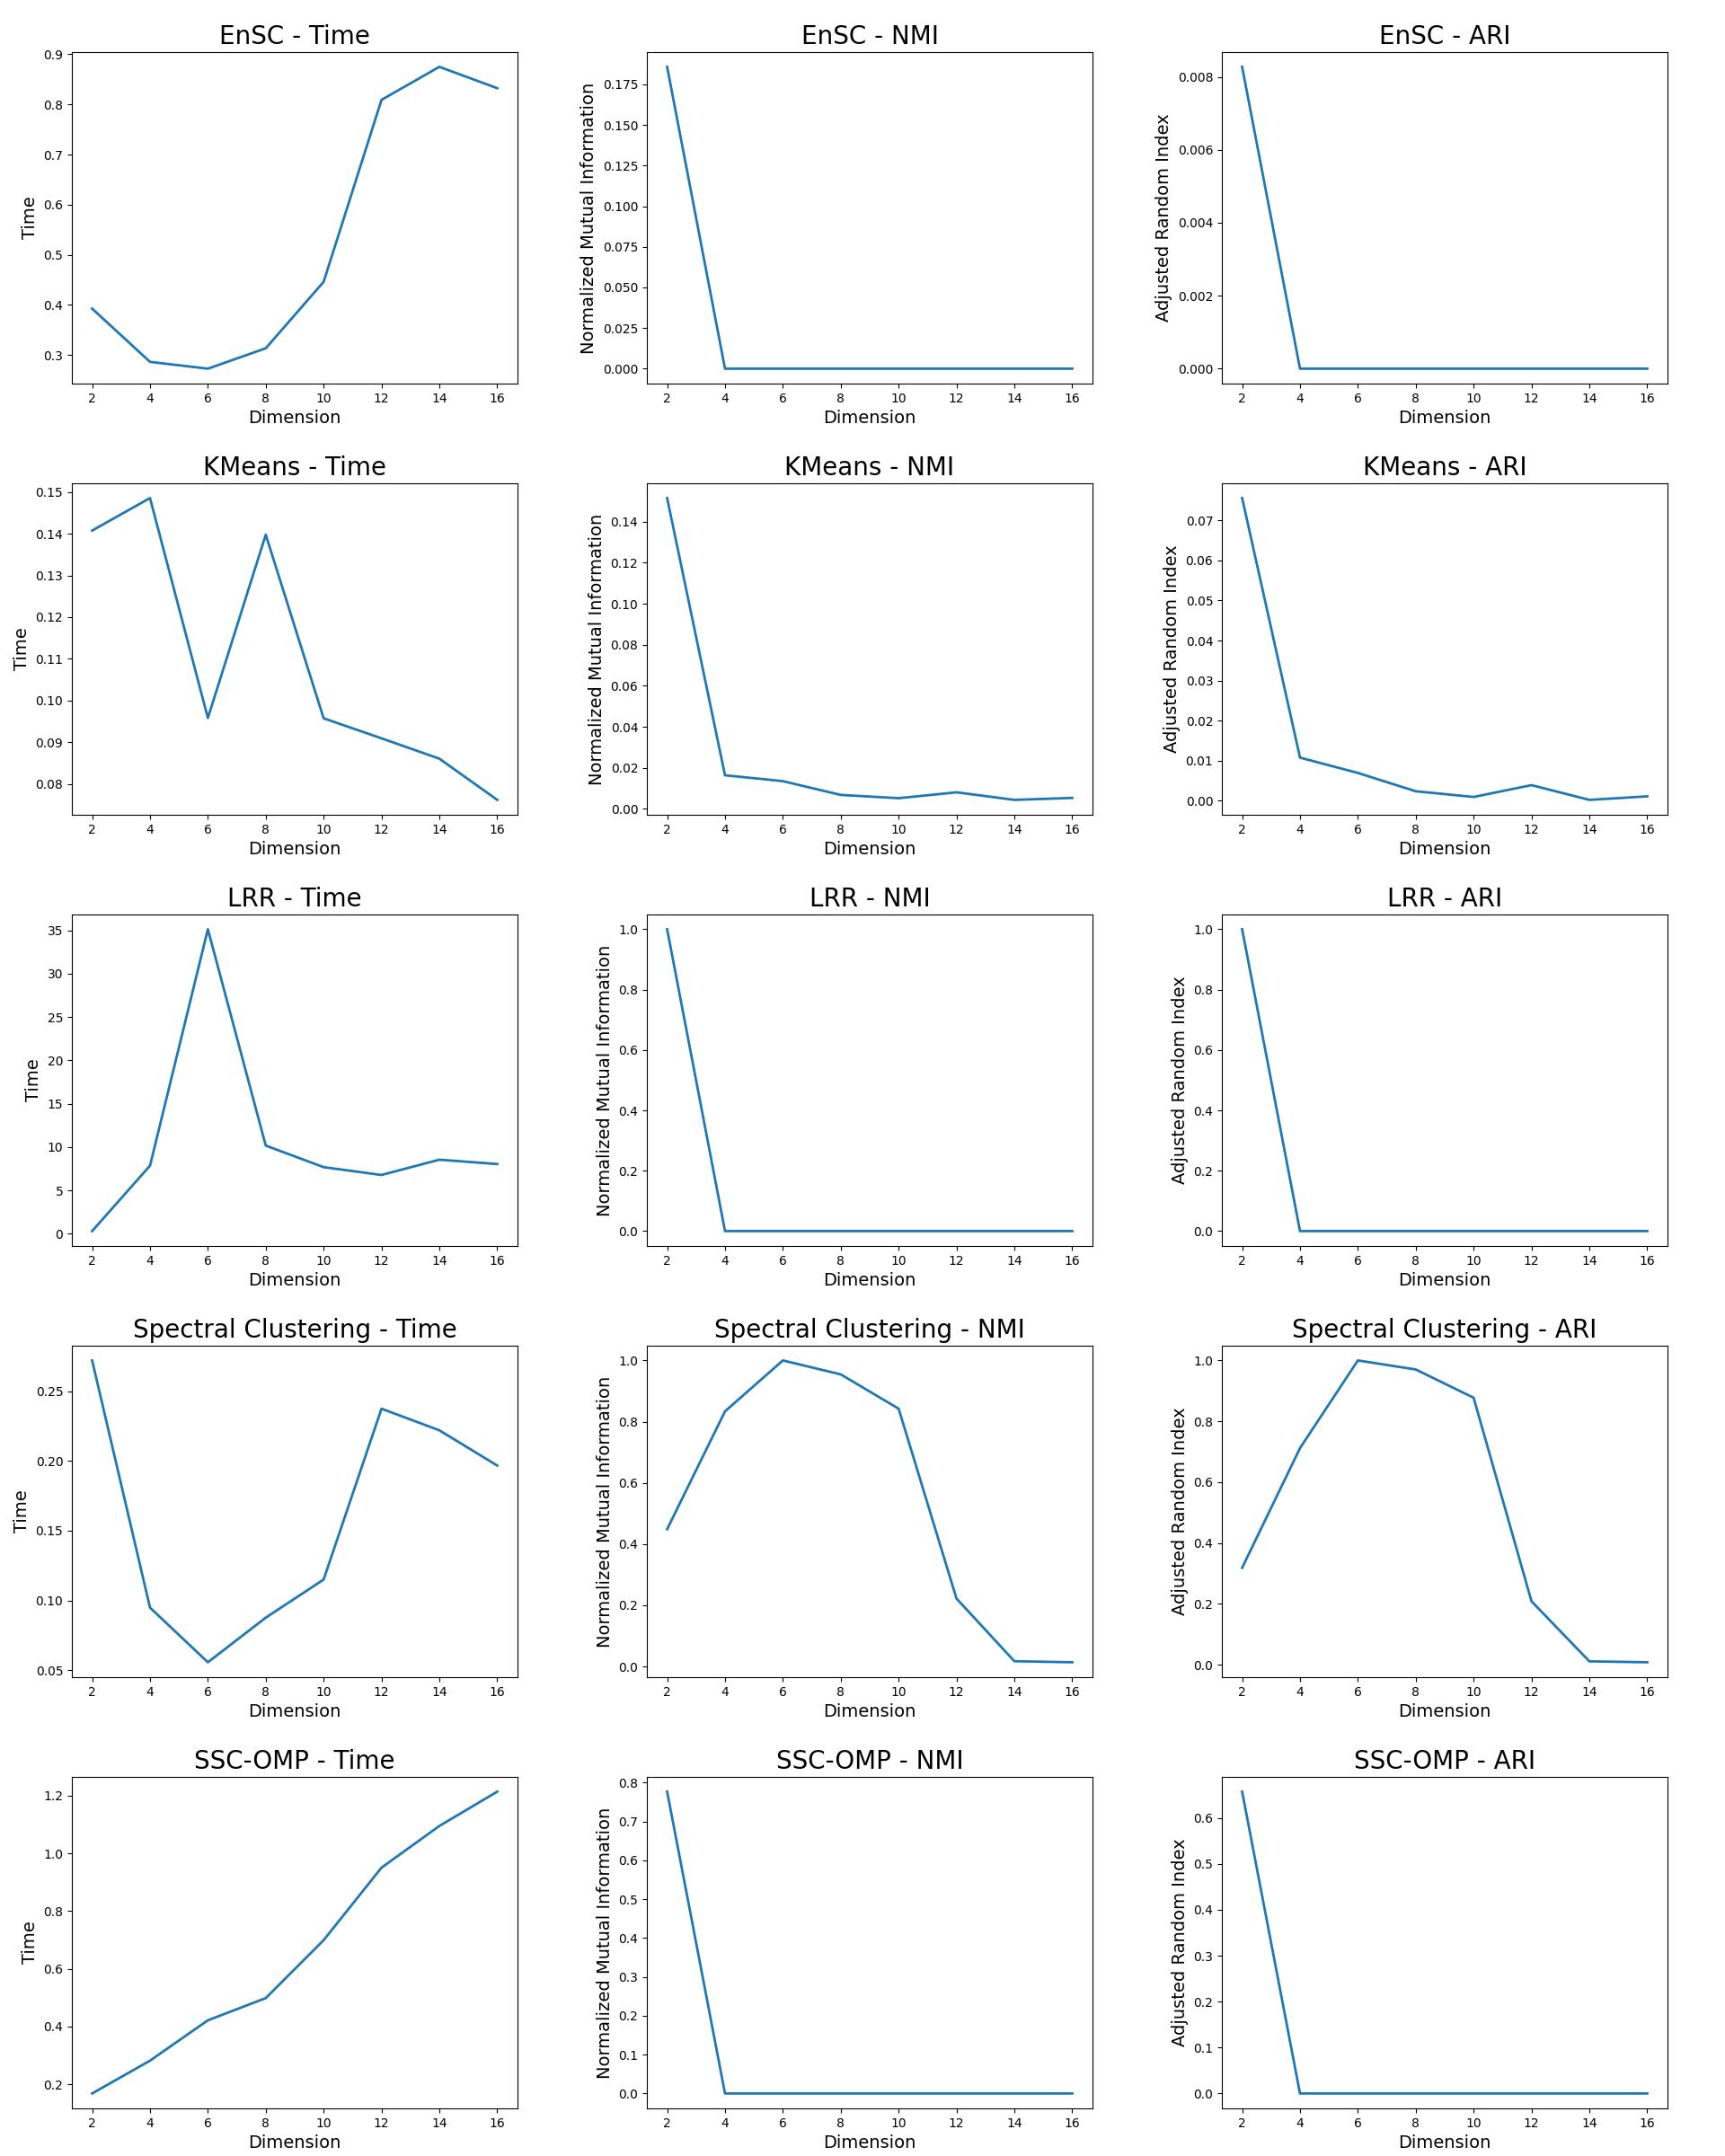 EnSC - Time
0.9
0.8
0.7
0.6
0.5
0.4
0.3
Time
2 4 6 8 10 12 14 16
Dimension
EnSC - NMI
0.175
0.150
0.125
0.100
0.075
0.050
0.025
0.000
Normalized Mutual Information
2 4 6 8 10 12 14 16
Dimension
EnSC - ARI
0.008
0.006
0.004
0.002
0.000
Adjusted Random Index
2 4 6 8 10 12 14 16
Dimension
KMeans - Time
0.15
0.14
0.13
0.12
0.11
0.10
0.09
0.08
Time
2 4 6 8 10 12 14 16
Dimension
KMeans - NMI
0.14
0.12
0.10
0.08
0.06
0.04
0.02
0.00
Normalized Mutual Information
2 4 6 8 10 12 14 16
Dimension
KMeans - ARI
0.07
0.06
0.05
0.04
0.03
0.02
0.01
0.00
Adjusted Random Index
2 4 6 8 10 12 14 16
Dimension
LRR - Time
35
30
25
20
15
10
5
0
Time
2 4 6 8 10 12 14 16
Dimension
LRR - NMI
1.0
0.8
0.6
0.4
0.2
0.0
Normalized Mutual Information
2 4 6 8 10 12 14 16
Dimension
LRR - ARI
1.0
0.8
0.6
0.4
0.2
0.0
Adjusted Random Index
2 4 6 8 10 12 14 16
Dimension
Spectral Clustering - Time
0.25
0.20
0.15
0.10
0.05
Time
2 4 6 8 10 12 14 16
Dimension
Spectral Clustering - NMI
1.0
0.8
0.6
0.4
0.2
0.0
Normalized Mutual Information
2 4 6 8 10 12 14 16
Dimension
Spectral Clustering - ARI
1.0
0.8
0.6
0.4
0.2
0.0
Adjusted Random Index
2 4 6 8 10 12 14 16
Dimension
SSC-OMP - Time
1.2
1.0
0.8
0.6
0.4
0.2
Time
2 4 6 8 10 12 14 16
Dimension
SSC-OMP - NMI
0.8
0.7
0.6
0.5
0.4
0.3
0.2
0.1
0.0
Normalized Mutual Information
2 4 6 8 10 12 14 16
Dimension
SSC-OMP - ARI
0.6
0.5
0.4
0.3
0.2
0.1
0.0
Adjusted Random Index
2 4 6 8 10 12 14 16
Dimension